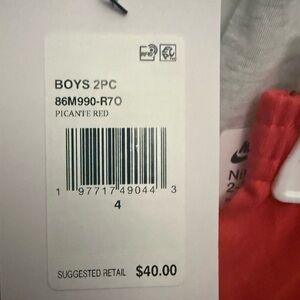 BOYS 2PC
86M990-R7O
PICANTE RED
1 97717 49044 3
4
SUGGESTED RETAIL $40.00